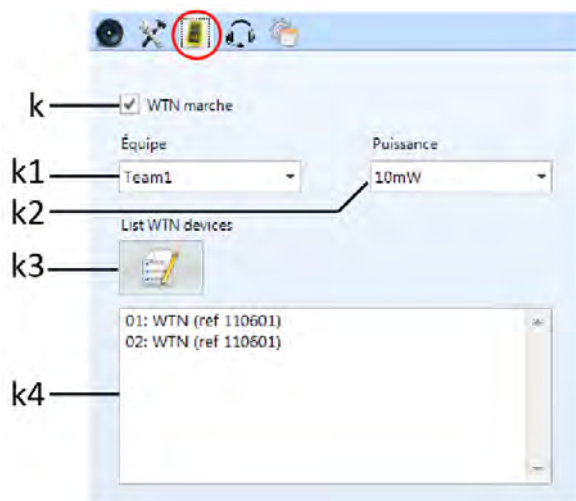 k
WTN marche
Équipe
Puissance
k1
Team1
10mW
k2
List WTN devices
k3
01: WTN (ref 110601)
02: WTN (ref 110601)
k4